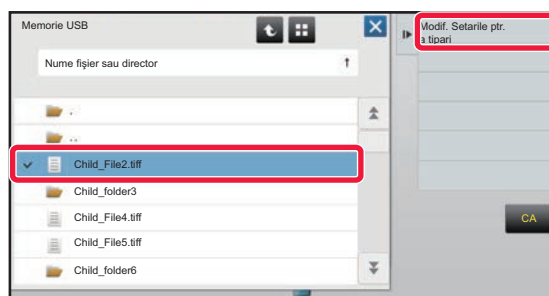 Memorie USB
Modif. Setarile ptr.
a tipari
Nume fişier sau director
.
..
Child_File2.tiff
Child_folder3
Child_File4.tiff
Child_File5.tiff
Child_folder6
CA